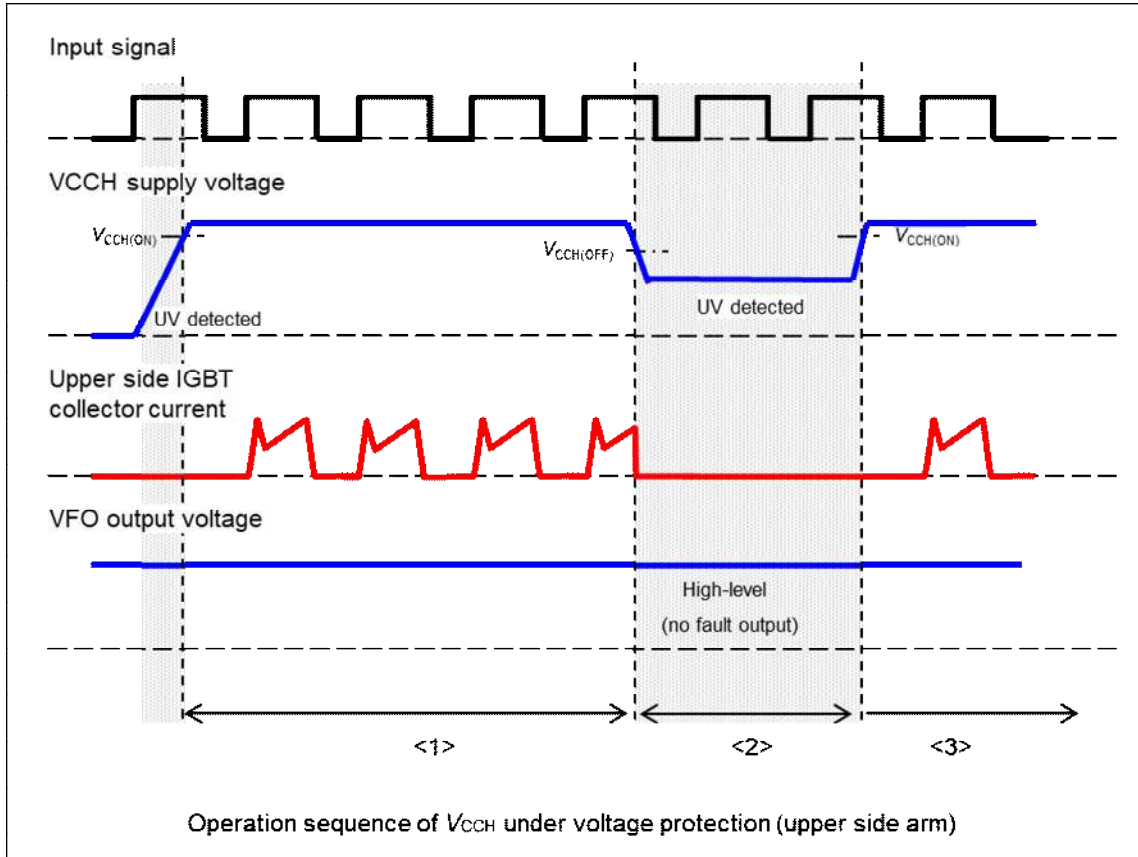 Input signal
VCCH supply voltage
VCCH(ON)
VCCH(OFF)
VCCH(ON)
UV detected
UV detected
Upper side IGBT
collector current
VFO output voltage
High-level
(no fault output)
<1>
<2>
<3>
Operation sequence of VCCH under voltage protection (upper side arm)